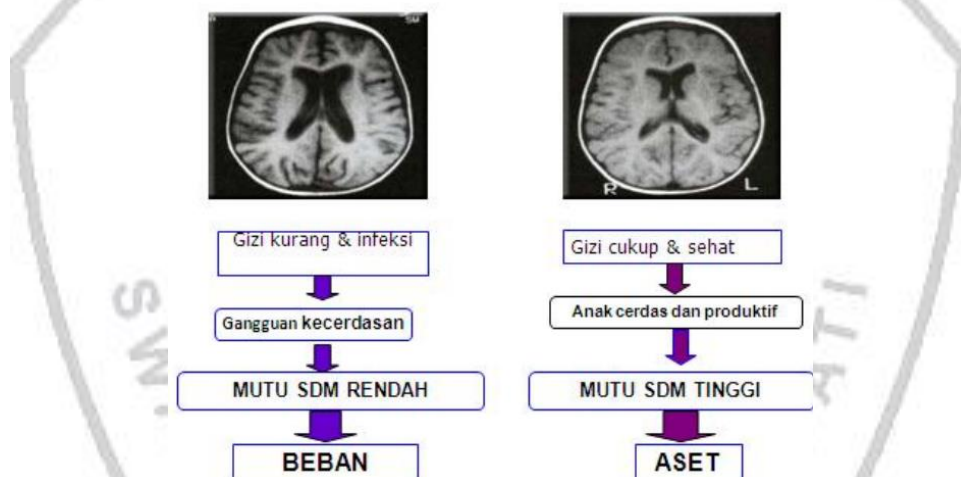 SM
R
L
Gizi kurang & infeksi
Gizi cukup & sehat
Gangguan kecerdasan
Anak cerdas dan produktif
MUTU SDM RENDAH
MUTU SDM TINGGI
BEBAN
ASET